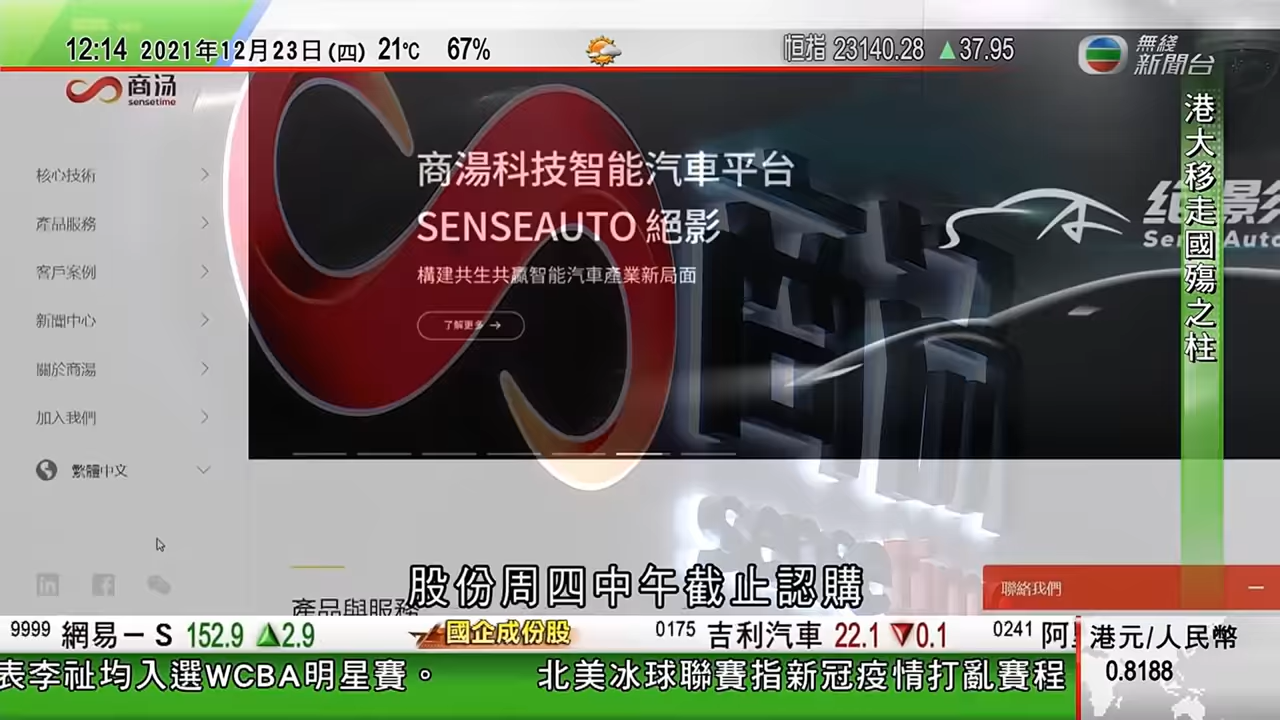 12:14 2021年12月23日(四) 21℃ 67% 恒指 23140.28 ▲37.95
無綫
新聞台
港大移走國殤之柱
商汤
sensetime
核心技術
產品服務
客戶案例
新聞中心
關於商湯
加入我們
繁體中文
商湯科技智能汽車平台
SENSEAUTO 絕影
構建共生共贏智能汽車產業新局面
了解更多 →
產品與服務
聯絡我們
股份周四中午截止認購
9999 網易－S 152.9 ▲2.9 國企成份股 0175 吉利汽車 22.1 ▼0.1 0241 阿
港元/人民幣
0.8188
表李祉均入選WCBA明星賽。 北美冰球聯賽指新冠疫情打亂賽程